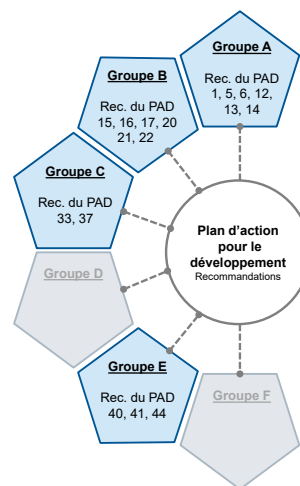 Groupe A
Rec. du PAD
1, 5, 6, 12,
13, 14
Groupe B
Rec. du PAD
15, 16, 17, 20
21, 22
Groupe C
Rec. du PAD
33, 37
Groupe D
Groupe E
Rec. du PAD
40, 41, 44
Groupe F
Plan d'action
pour le
développement
Recommandations